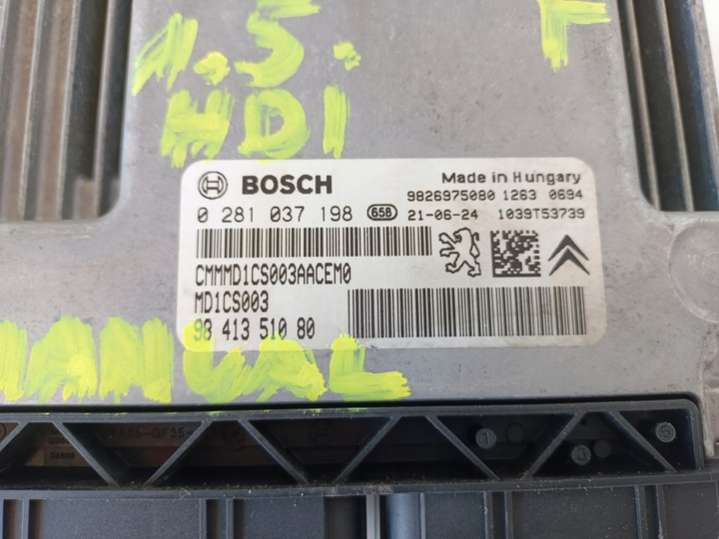 1.5.
HDI
BOSCH
Made in Hungary
9826975080 1263 0694
0 281 037 198 658 21-06-24 1039T53739
CMMMD1CS003AACEM0
MD1CS003
98 413 510 80
MANUAL